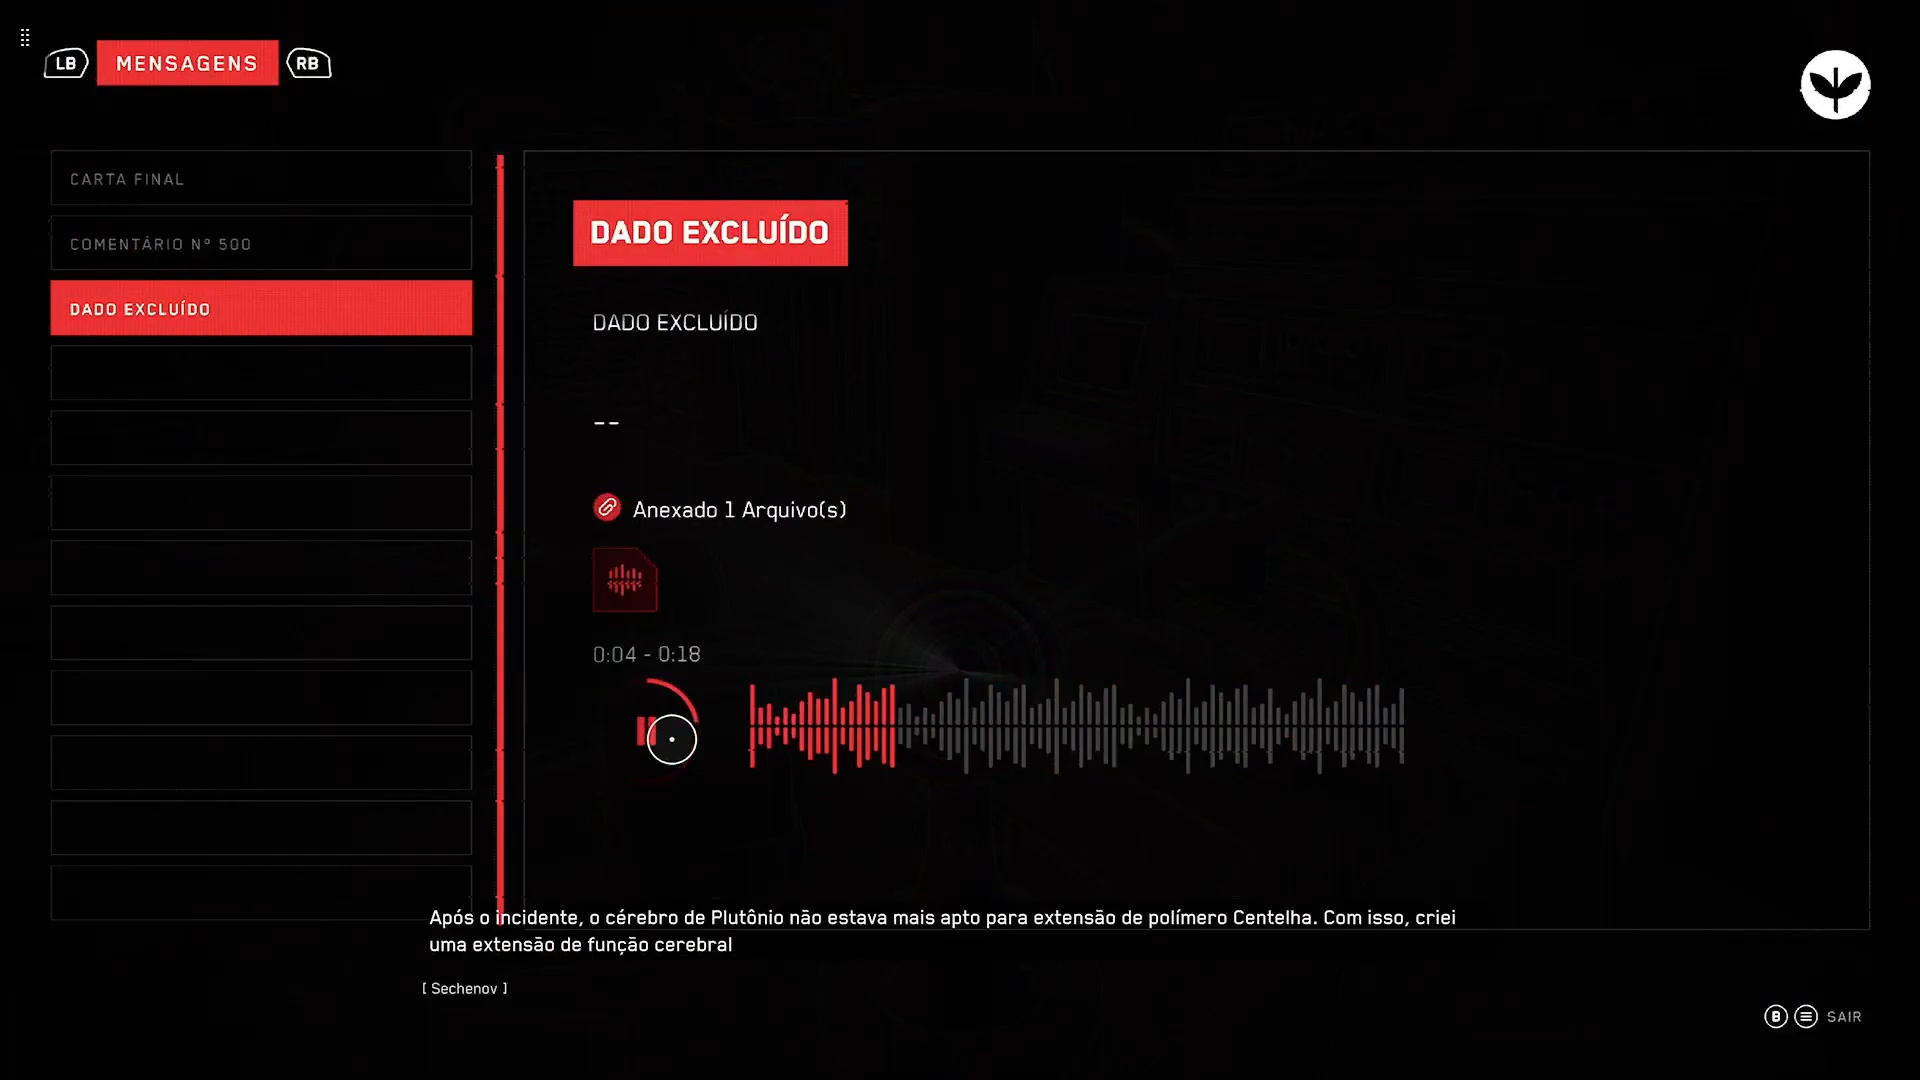 LB MENSAGENS RB
CARTA FINAL
COMENTÁRIO Nº 500
DADO EXCLUÍDO
DADO EXCLUÍDO
DADO EXCLUÍDO
--
Anexado 1 Arquivo(s)
0:04 - 0:18
Após o incidente, o cérebro de Plutônio não estava mais apto para extensão de polímero Centelha. Com isso, criei
uma extensão de função cerebral
[ Sechenov ]
B SAIR